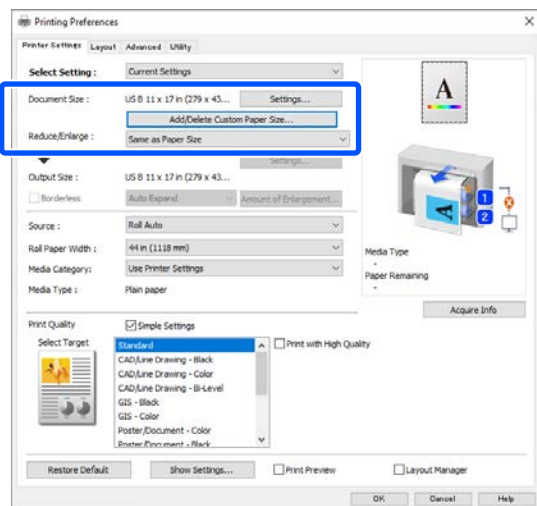 Printing Preferences
Printer Settings Layout Advanced Utility
Select Setting : Current Settings
Document Size : US B 11 x 17 in (279 x 43... Settings...
Add/Delete Custom Paper Size...
Reduce/Enlarge : Same as Paper Size
Settings...
Output Size : US B 11 x 17 in (279 x 43...
Borderless Auto Expand Amount of Enlargement...
Source : Roll Auto
Roll Paper Width : 44 in (1118 mm)
Media Category: Use Printer Settings
Media Type : Plain paper
A
A
1
2
Media Type
-
Paper Remaining
-
Acquire Info
Print Quality Simple Settings
Select Target
Standard
CAD/Line Drawing - Black
CAD/Line Drawing - Color
CAD/Line Drawing - Bi-Level
GIS - Black
GIS - Color
Poster/Document - Color
Poster/Document - Black
Print with High Quality
Restore Default Show Settings... Print Preview Layout Manager
OK Cancel Help